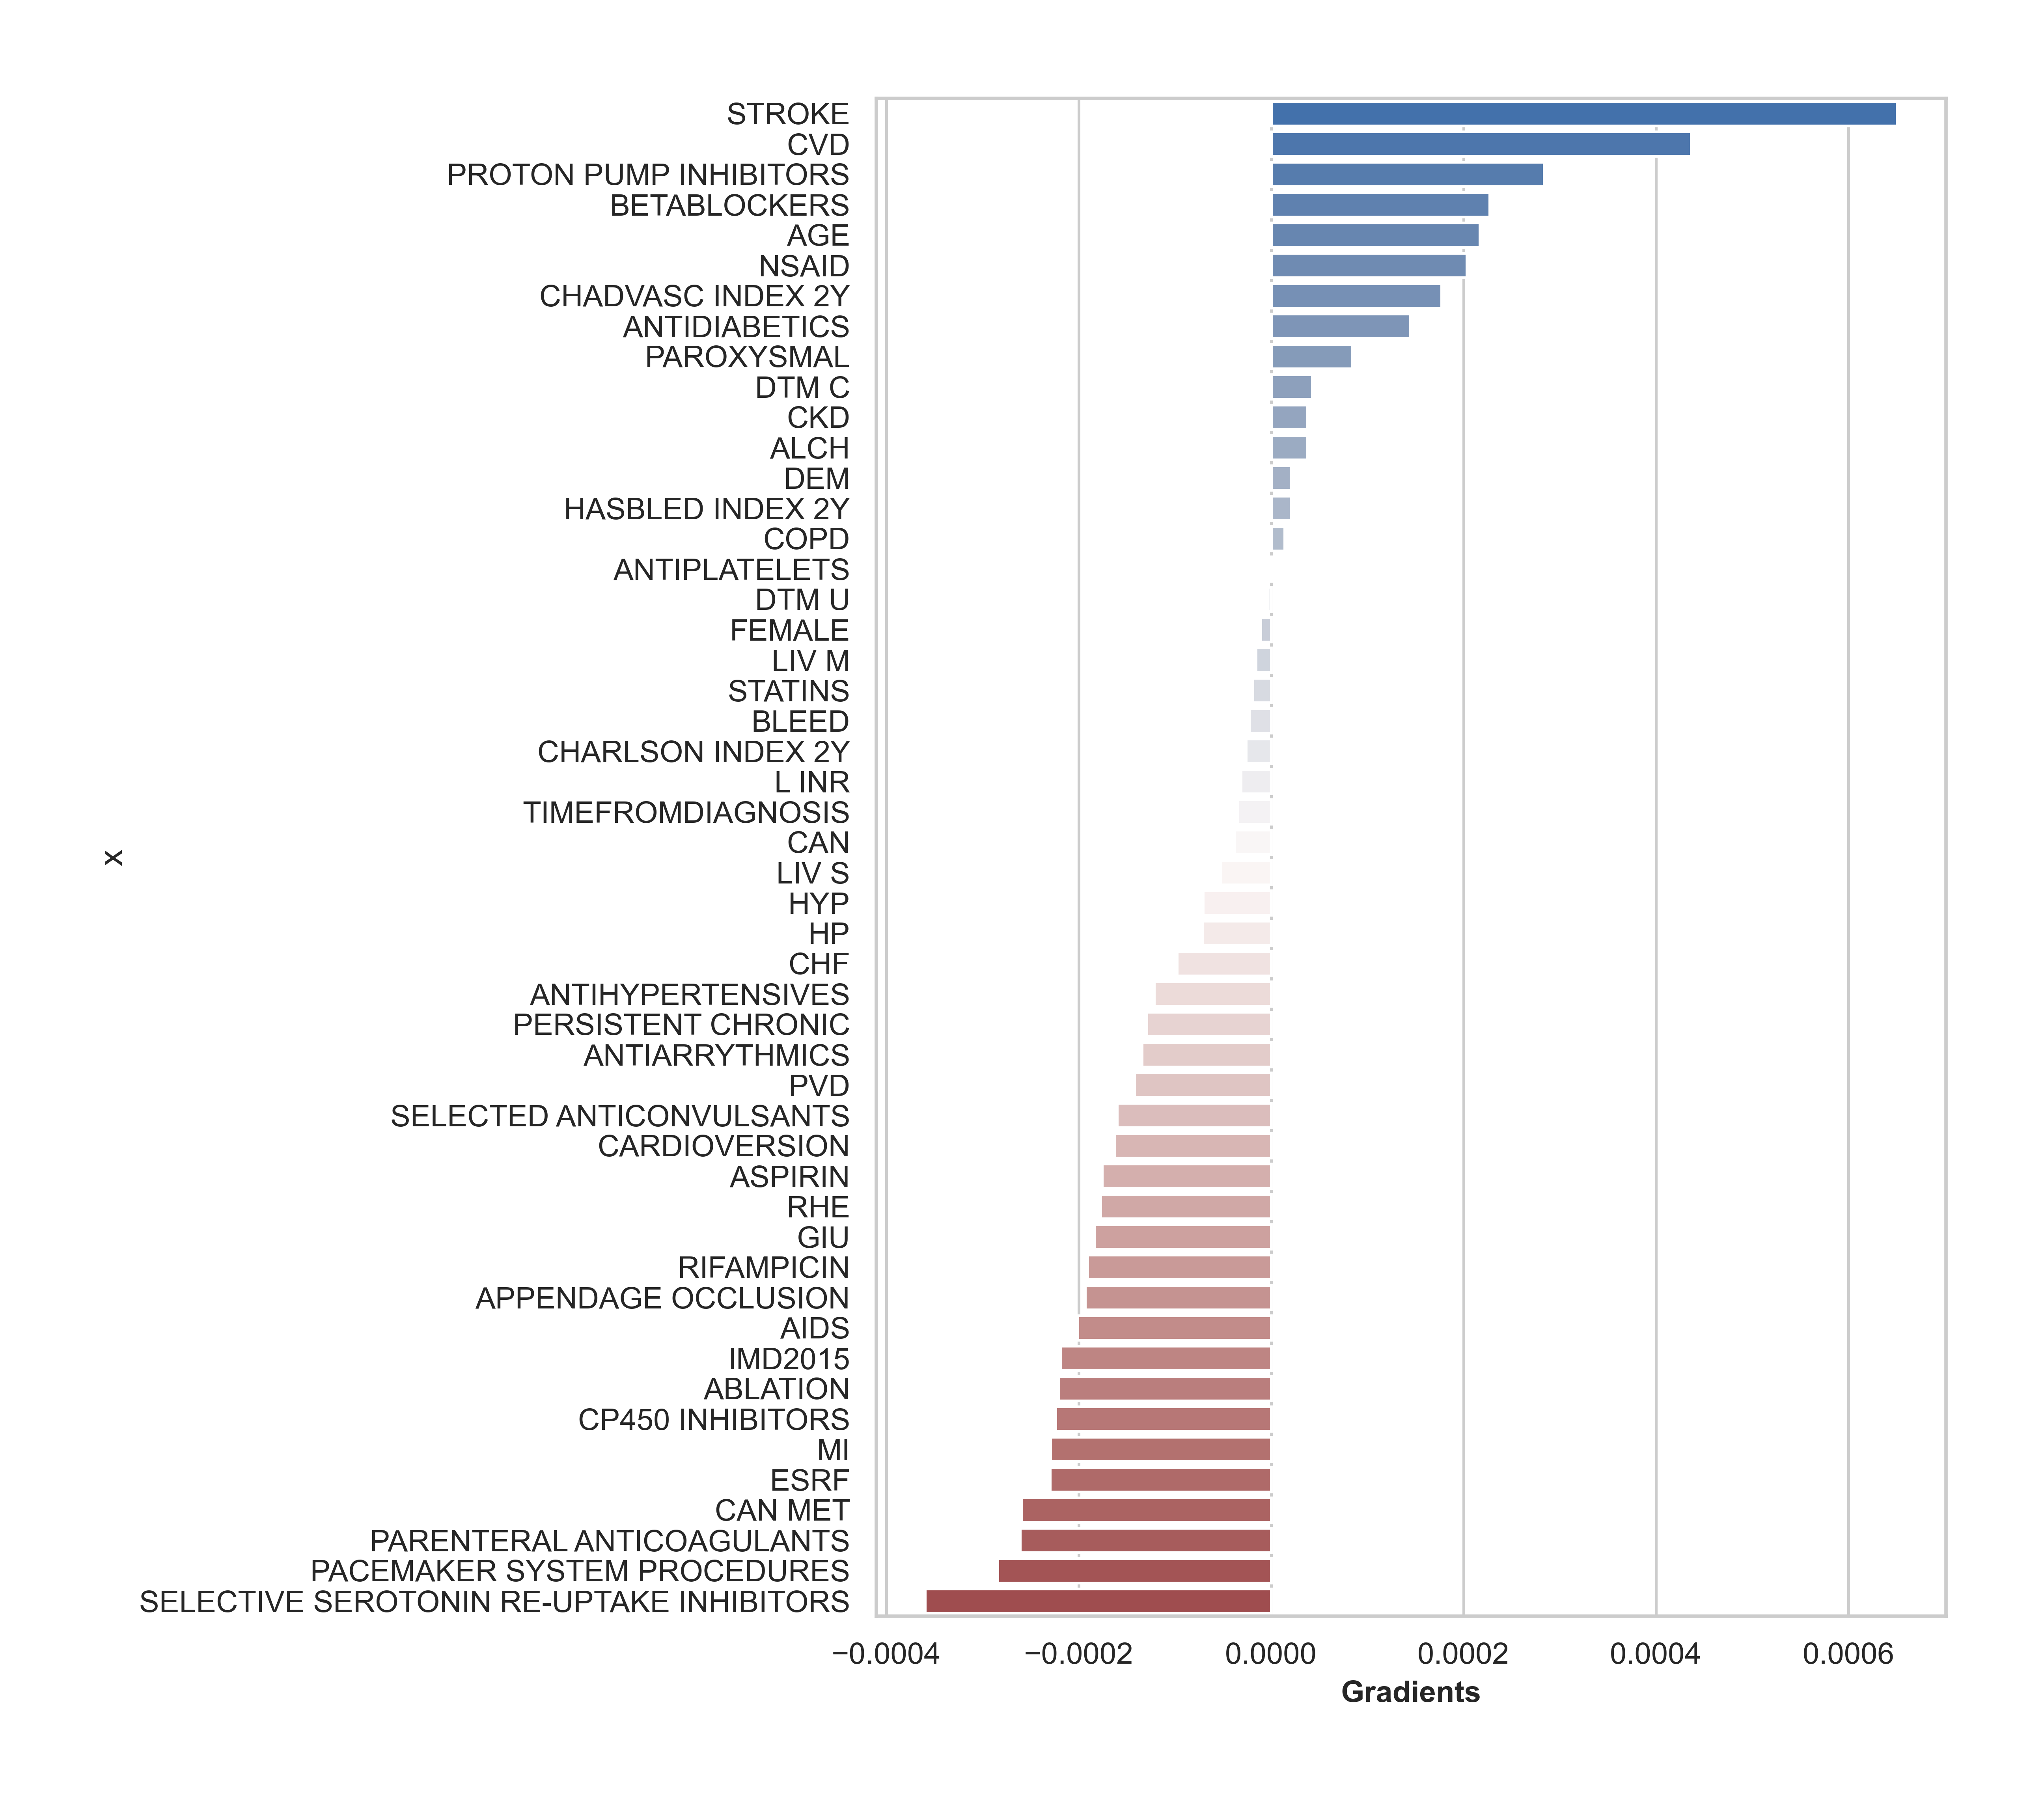 STROKE
CVD
PROTON PUMP INHIBITORS
BETABLOCKERS
AGE
NSAID
CHADVASC INDEX 2Y
ANTIDIABETICS
PAROXYSMAL
DTM C
CKD
ALCH
DEM
HASBLED INDEX 2Y
COPD
ANTIPLATELETS
DTM U
FEMALE
LIV M
STATINS
BLEED
CHARLSON INDEX 2Y
L INR
TIMEFROMDIAGNOSIS
CAN
LIV S
HYP
HP
CHF
ANTIHYPERTENSIVES
PERSISTENT CHRONIC
ANTIARRYTHMICS
PVD
SELECTED ANTICONVULSANTS
CARDIOVERSION
ASPIRIN
RHE
GIU
RIFAMPICIN
APPENDAGE OCCLUSION
AIDS
IMD2015
ABLATION
CP450 INHIBITORS
MI
ESRF
CAN MET
PARENTERAL ANTICOAGULANTS
PACEMAKER SYSTEM PROCEDURES
SELECTIVE SEROTONIN RE-UPTAKE INHIBITORS
x
−0.0004 −0.0002 0.0000 0.0002 0.0004 0.0006
Gradients